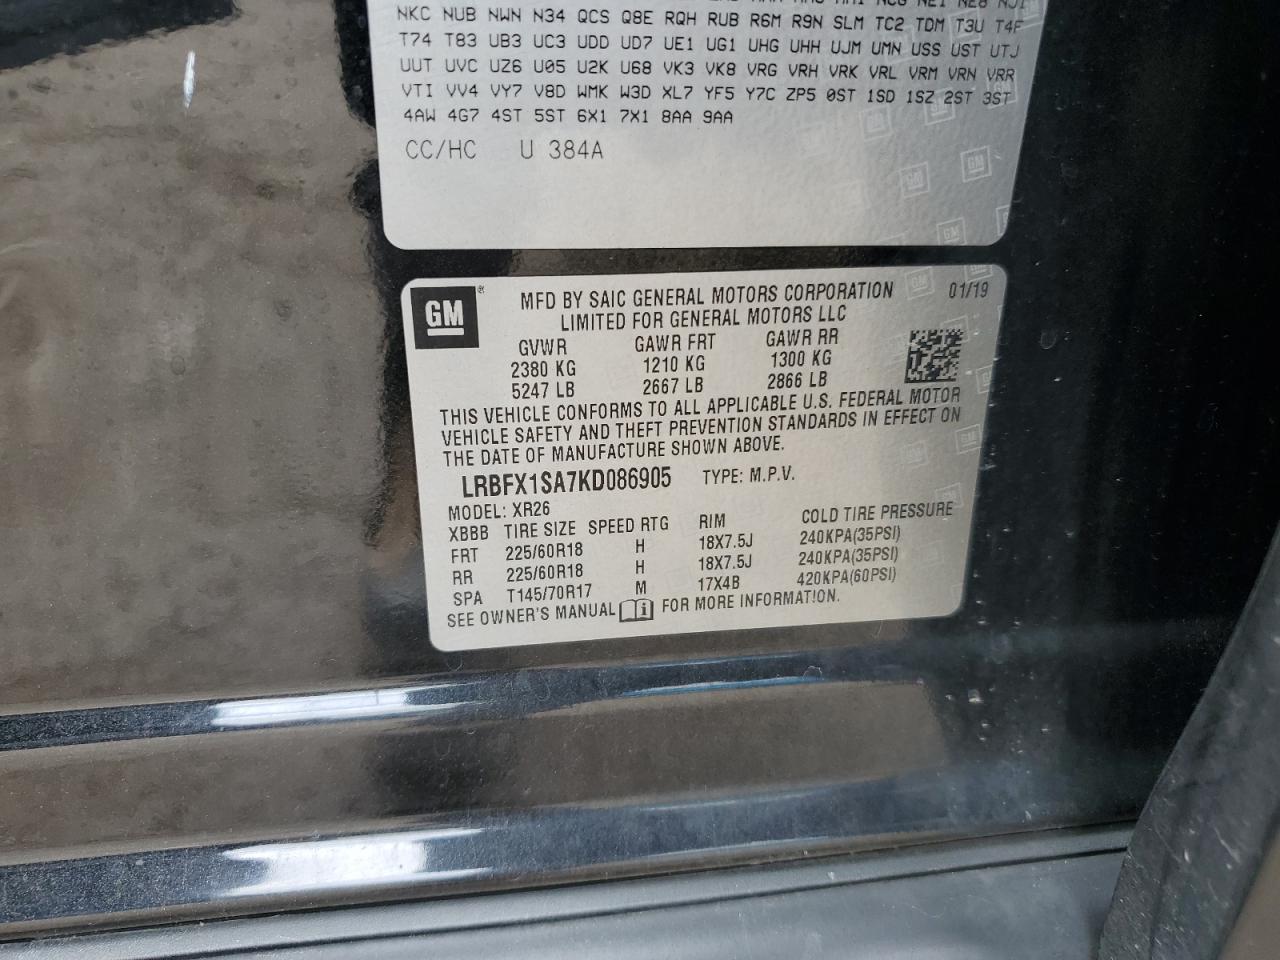 NKC NUB NWN N34 QCS Q8E RQH RUB R6M R9N SLM TC2 TDM T3U T4F
T74 T83 UB3 UC3 UDD UD7 UE1 UG1 UHG UHH UJM UMN USS UST UTJ
UUT UVC UZ6 U05 U2K U68 VK3 VK8 VRG VRH VRK VRL VRM VRN VRR
VTI VV4 VY7 V8D WMK W3D XL7 YF5 Y7C ZP5 0ST 1SD 1SZ 2ST 3ST
4AW 4G7 4ST 5ST 6X1 7X1 8AA 9AA
CC/HC U 384A
GM ® MFD BY SAIC GENERAL MOTORS CORPORATION 01/19
LIMITED FOR GENERAL MOTORS LLC
GVWR GAWR FRT GAWR RR
2380 KG 1210 KG 1300 KG
5247 LB 2667 LB 2866 LB
THIS VEHICLE CONFORMS TO ALL APPLICABLE U.S. FEDERAL MOTOR
VEHICLE SAFETY AND THEFT PREVENTION STANDARDS IN EFFECT ON
THE DATE OF MANUFACTURE SHOWN ABOVE.
LRBFX1SA7KD086905 TYPE: M.P.V.
MODEL: XR26
XBBB TIRE SIZE SPEED RTG RIM COLD TIRE PRESSURE
FRT 225/60R18 H 18X7.5J 240KPA(35PSI)
RR 225/60R18 H 18X7.5J 240KPA(35PSI)
SPA T145/70R17 M 17X4B 420KPA(60PSI)
SEE OWNER'S MANUAL FOR MORE INFORMATION.